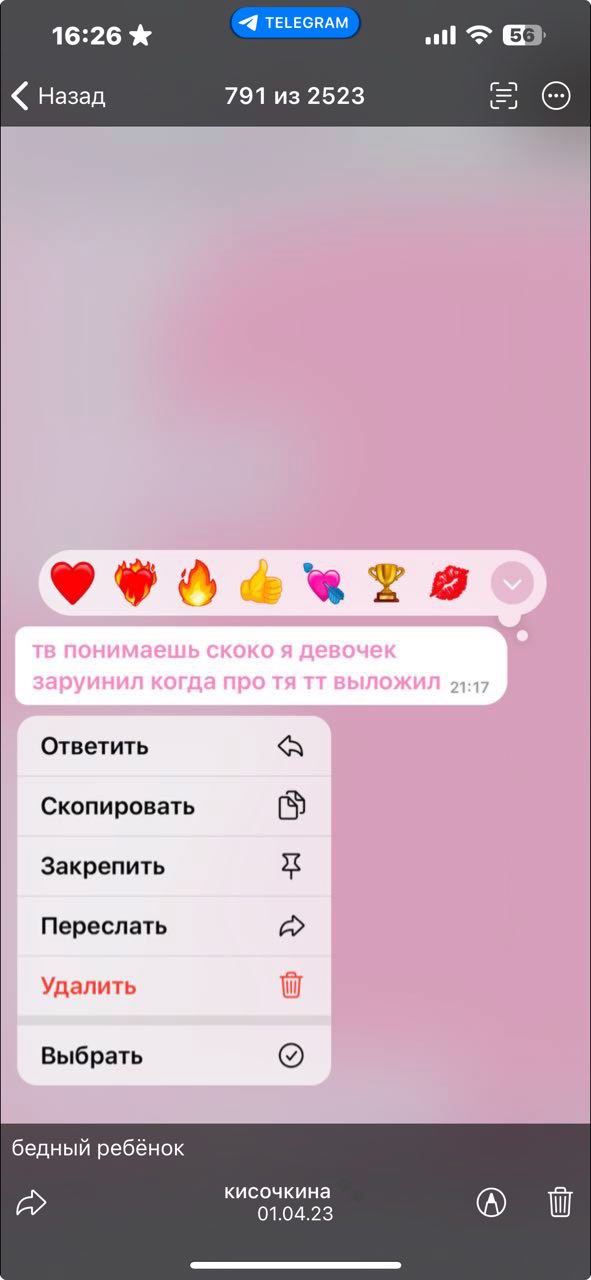 16:26
TELEGRAM
56
Назад
791 из 2523
тв понимаешь скоко я девочек
заруинил когда про тя тт выложил 21:17
Ответить
Скопировать
Закрепить
Переслать
Удалить
Выбрать
бедный ребёнок
кисочкина
01.04.23